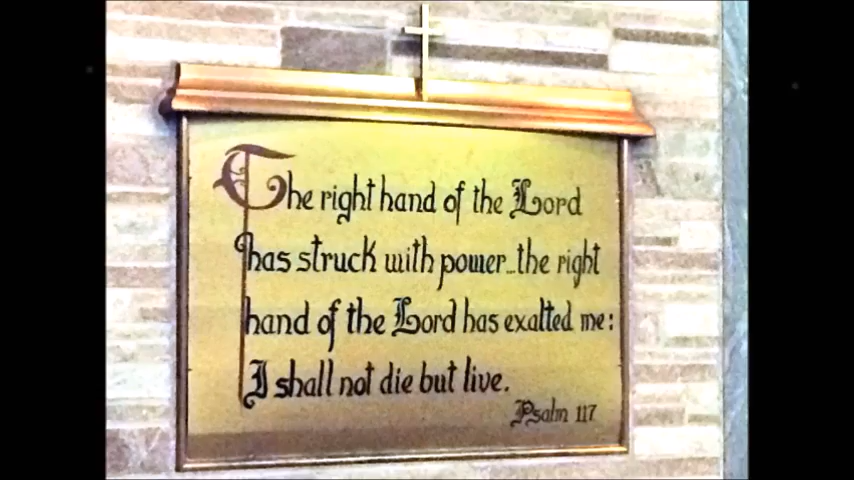 The right hand of the Lord
has struck with power...the right
hand of the Lord has exalted me:
I shall not die but live.
Psalm 117